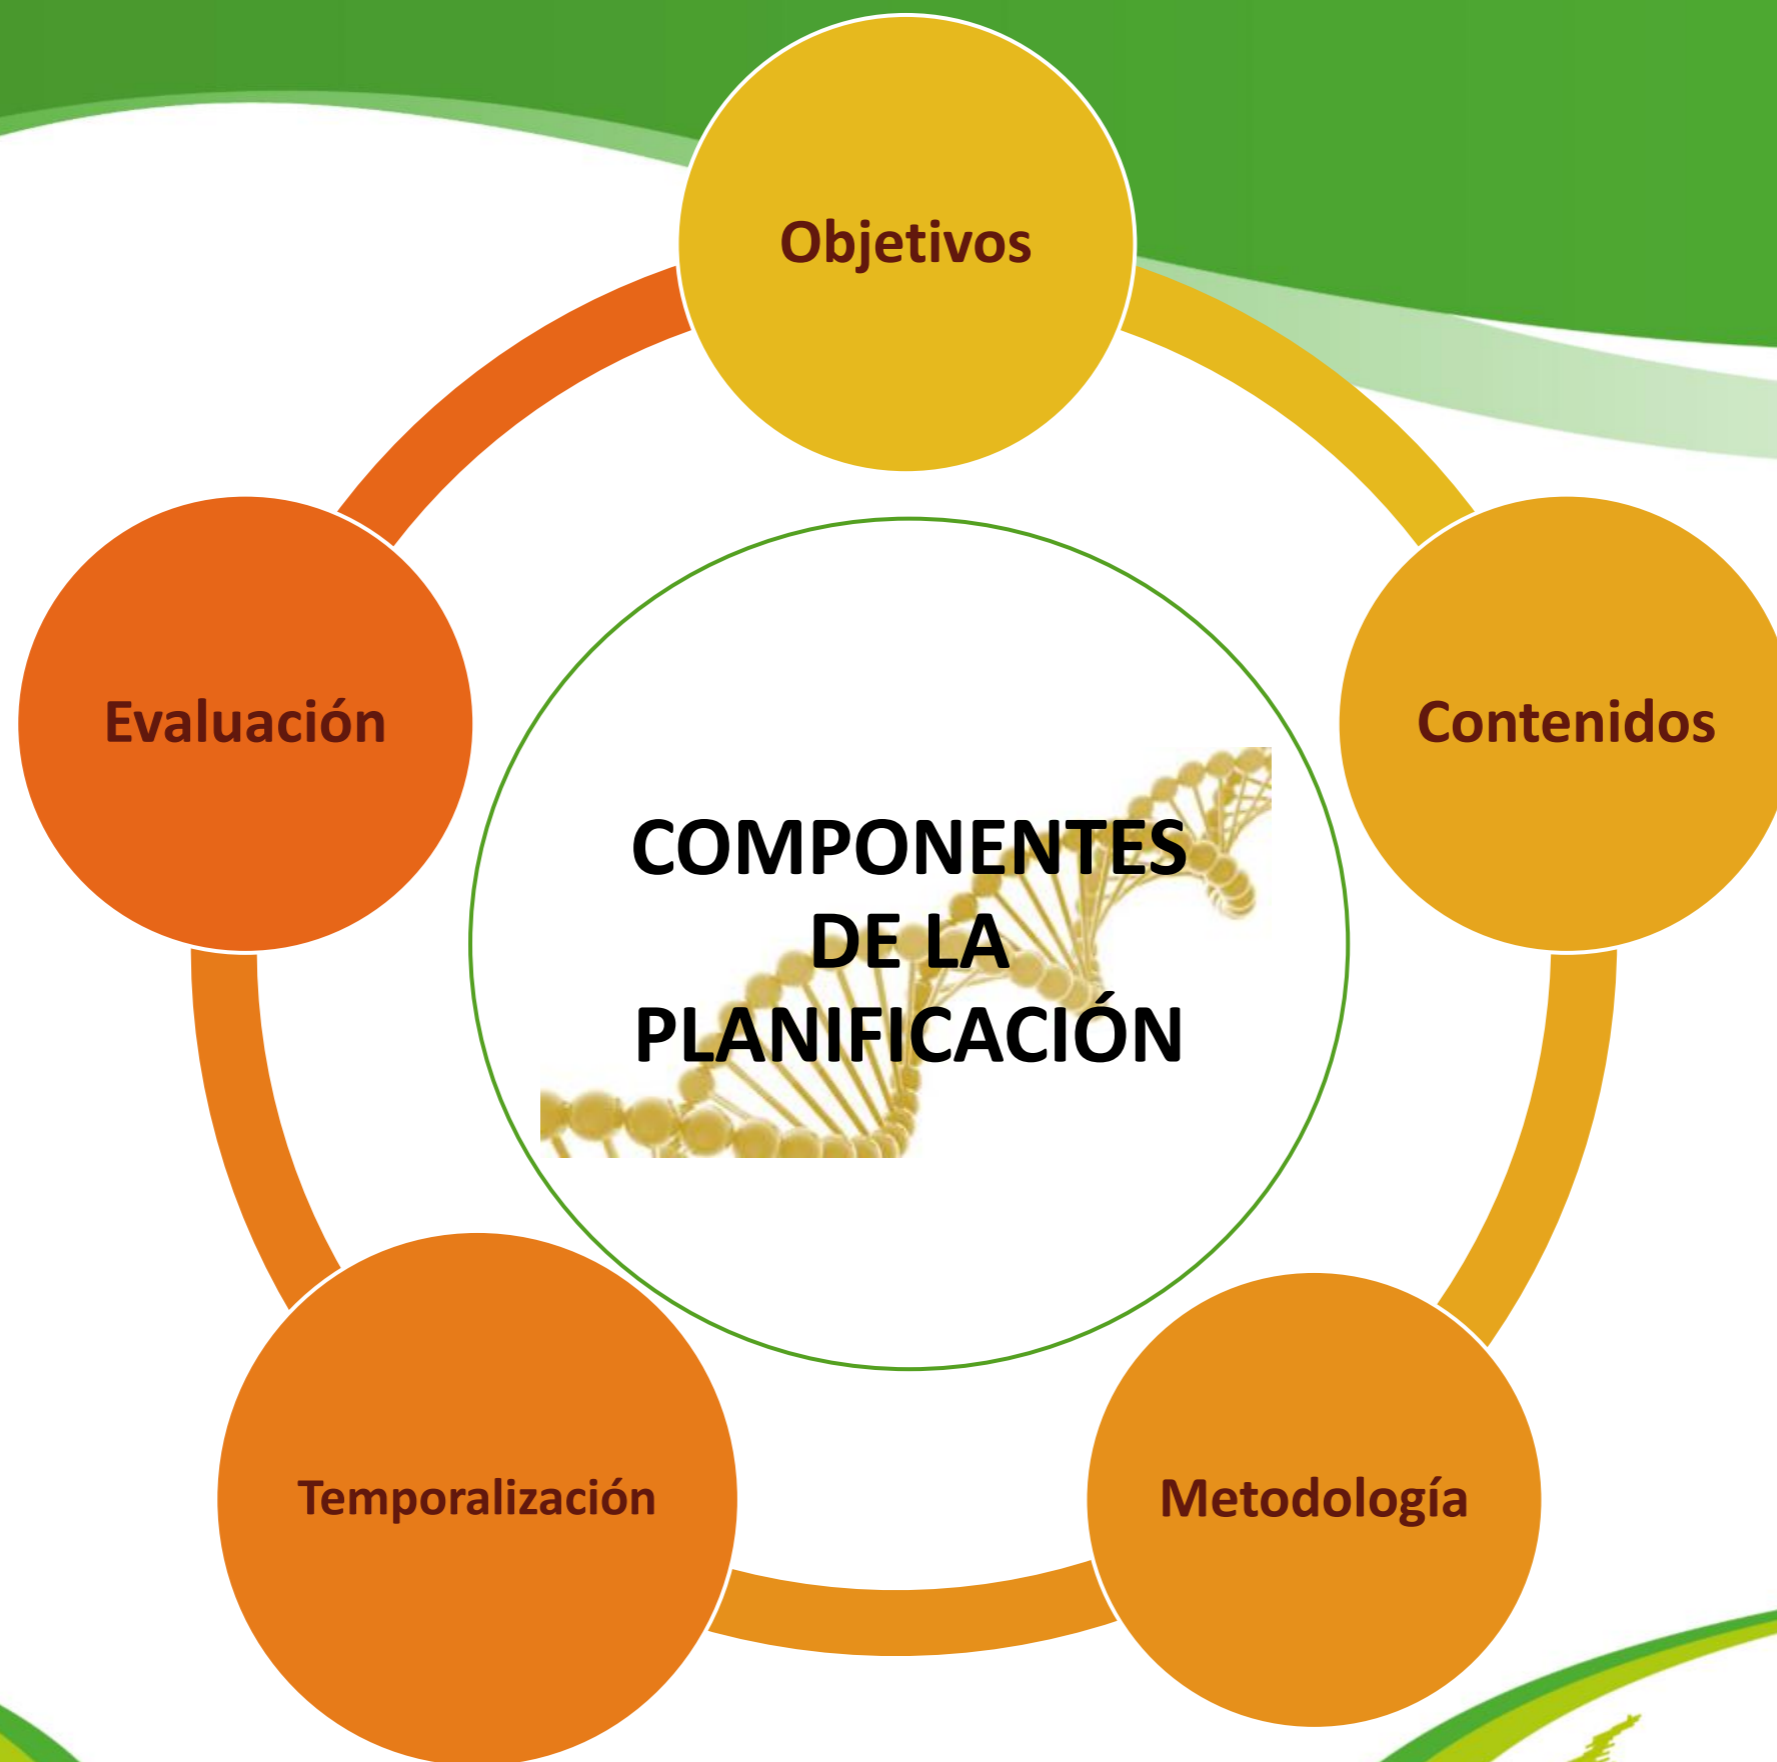 Objetivos
Evaluación
Contenidos
COMPONENTES
DE LA
PLANIFICACIÓN
Temporalización
Metodología